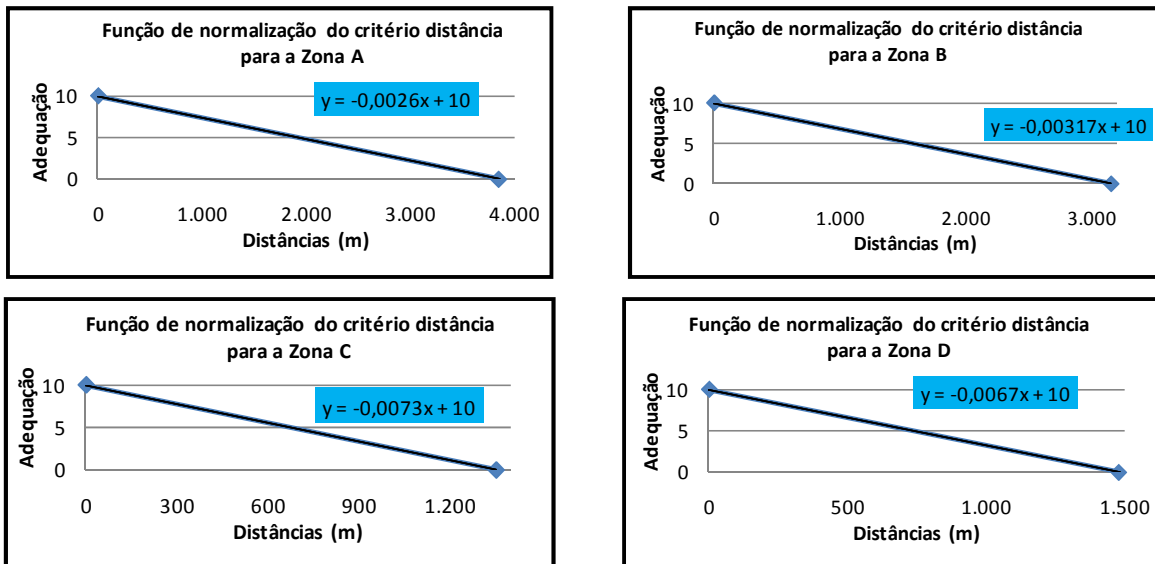 Função de normalização do critério distância
para a Zona A
y = -0,0026x + 10
Adequação
10
5
0
0 1.000 2.000 3.000 4.000
Distâncias (m)
Função de normalização do critério distância
para a Zona B
y = -0,00317x + 10
Adequação
10
5
0
0 1.000 2.000 3.000
Distâncias (m)
Função de normalização do critério distância
para a Zona C
y = -0,0073x + 10
Adequação
10
5
0
0 300 600 900 1.200
Distâncias (m)
Função de normalização do critério distância
para a Zona D
y = -0,0067x + 10
Adequação
10
5
0
0 500 1.000 1.500
Distâncias (m)